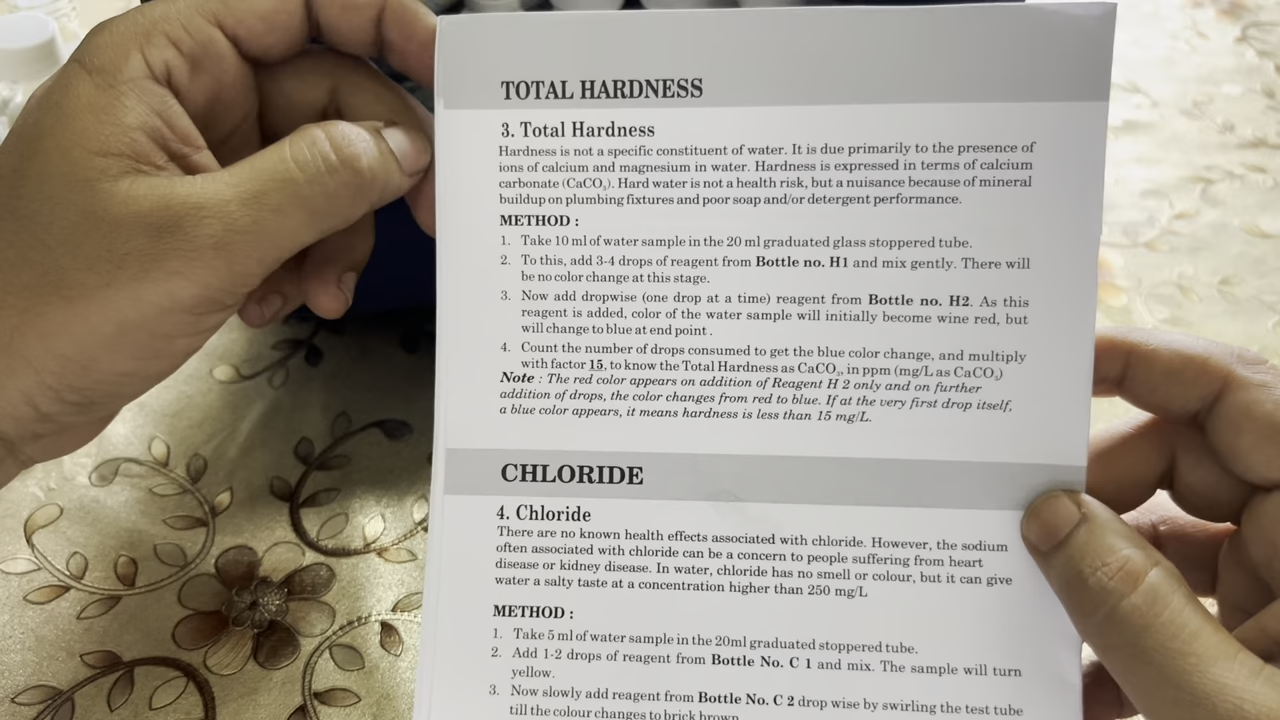 TOTAL HARDNESS
3. Total Hardness
Hardness is not a specific constituent of water. It is due primarily to the presence of
ions of calcium and magnesium in water. Hardness is expressed in terms of calcium
carbonate (CaCO₃). Hard water is not a health risk, but a nuisance because of mineral
buildup on plumbing fixtures and poor soap and/or detergent performance.
METHOD :
1. Take 10 ml of water sample in the 20 ml graduated glass stoppered tube.
2. To this, add 3-4 drops of reagent from Bottle no. H1 and mix gently. There will
be no color change at this stage.
3. Now add dropwise (one drop at a time) reagent from Bottle no. H2. As this
reagent is added, color of the water sample will initially become wine red, but
will change to blue at end point .
4. Count the number of drops consumed to get the blue color change, and multiply
with factor 15, to know the Total Hardness as CaCO₃, in ppm (mg/L as CaCO₃)
Note : The red color appears on addition of Reagent H 2 only and on further
addition of drops, the color changes from red to blue. If at the very first drop itself,
a blue color appears, it means hardness is less than 15 mg/L.
CHLORIDE
4. Chloride
There are no known health effects associated with chloride. However, the sodium
often associated with chloride can be a concern to people suffering from heart
disease or kidney disease. In water, chloride has no smell or colour, but it can give
water a salty taste at a concentration higher than 250 mg/L
METHOD :
1. Take 5 ml of water sample in the 20ml graduated stoppered tube.
2. Add 1-2 drops of reagent from Bottle No. C 1 and mix. The sample will turn
yellow.
3. Now slowly add reagent from Bottle No. C 2 drop wise by swirling the test tube
till the colour changes to brick brown